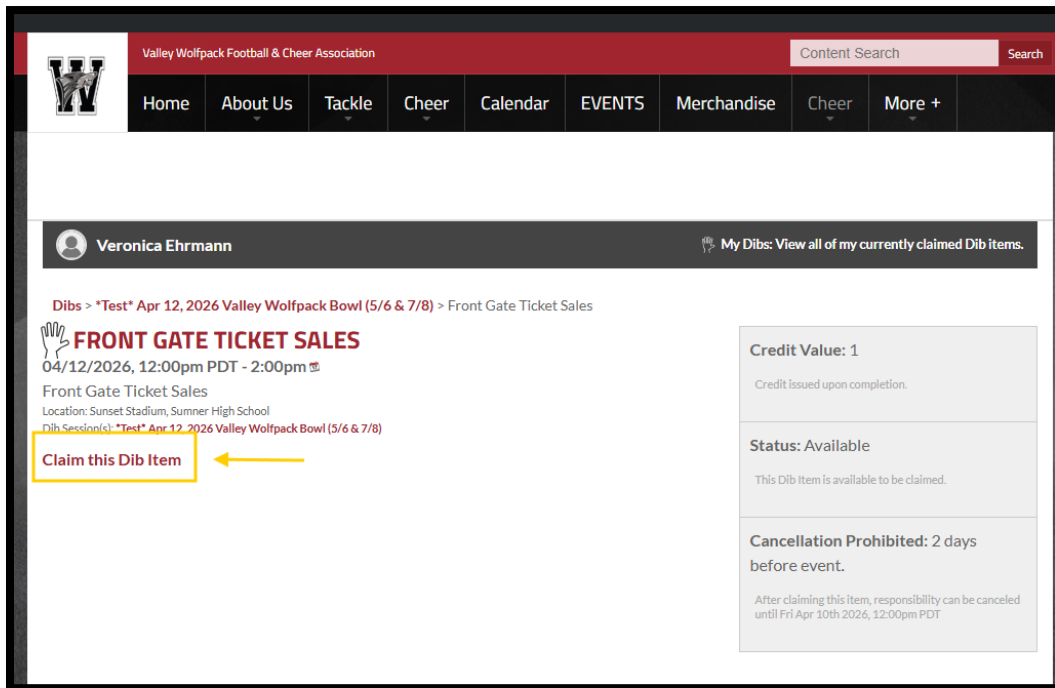 W
Valley Wolfpack Football & Cheer Association
Content Search
Search
Home
About Us
Tackle
Cheer
Calendar
EVENTS
Merchandise
Cheer
More +
Veronica Ehrmann
My Dibs: View all of my currently claimed Dib items.
Dibs > *Test* Apr 12, 2026 Valley Wolfpack Bowl (5/6 & 7/8) > Front Gate Ticket Sales
FRONT GATE TICKET SALES
04/12/2026, 12:00pm PDT - 2:00pm
Front Gate Ticket Sales
Location: Sunset Stadium, Sumner High School
Dib Session(s): *Test* Apr 12, 2026 Valley Wolfpack Bowl (5/6 & 7/8)
Claim this Dib Item
Credit Value: 1
Credit issued upon completion.
Status: Available
This Dib Item is available to be claimed.
Cancellation Prohibited: 2 days
before event.
After claiming this item, responsibility can be canceled
until Fri Apr 10th 2026, 12:00pm PDT